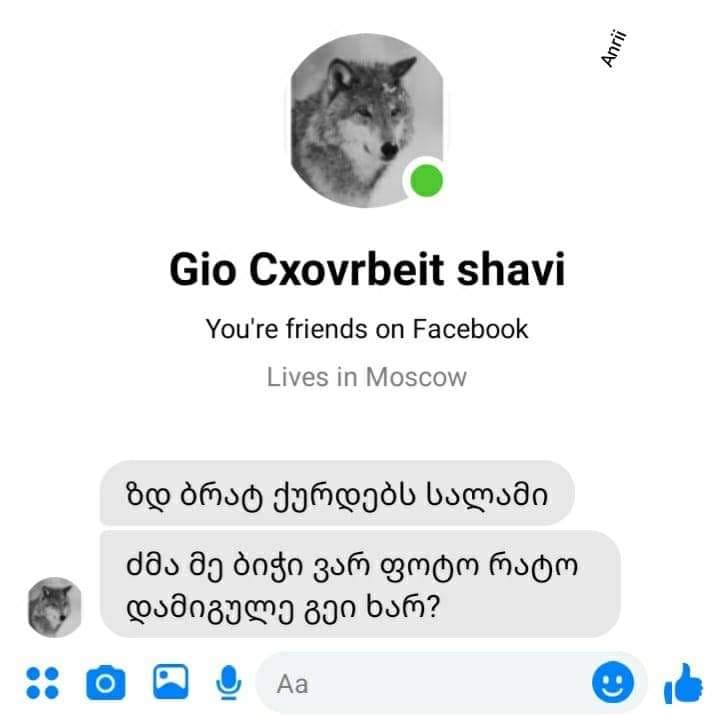 Anrii
Gio Cxovrbeit shavi
You're friends on Facebook
Lives in Moscow
ზდ ბრატ ქურდებს სალამი
ძმა მე ბიჭი ვარ ფოტო რატო
დამიგულე გეი ხარ?
Aa